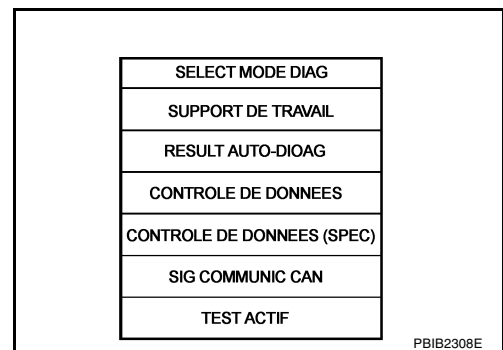 SELECT MODE DIAG
SUPPORT DE TRAVAIL
RESULT AUTO-DIOAG
CONTROLE DE DONNEES
CONTROLE DE DONNEES (SPEC)
SIG COMMUNIC CAN
TEST ACTIF
PBIB2308E